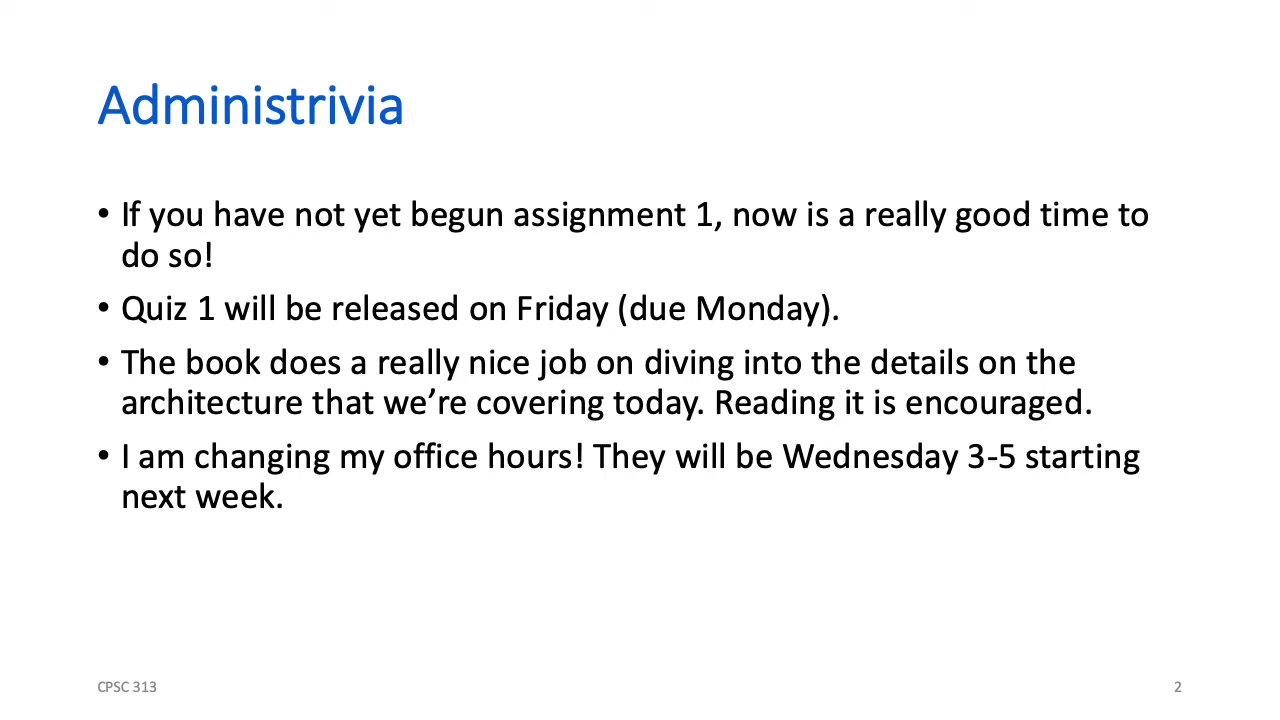 Administrivia
• If you have not yet begun assignment 1, now is a really good time to
do so!
• Quiz 1 will be released on Friday (due Monday).
• The book does a really nice job on diving into the details on the
architecture that we’re covering today. Reading it is encouraged.
• I am changing my office hours! They will be Wednesday 3-5 starting
next week.
CPSC 313
2